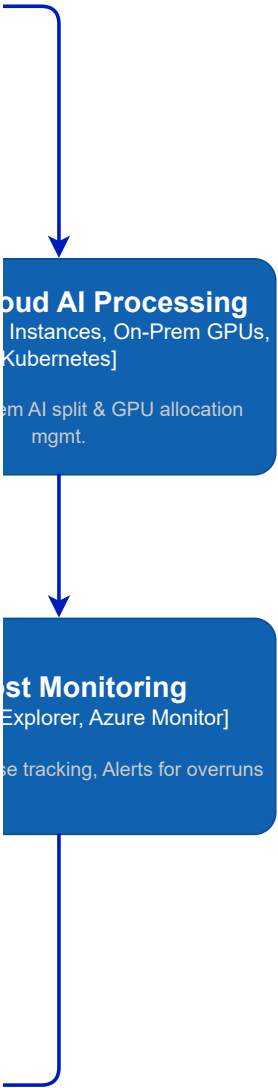 oud AI Processing
Instances, On-Prem GPUs,
Kubernetes]
em AI split & GPU allocation
mgmt.
ost Monitoring
Explorer, Azure Monitor]
se tracking, Alerts for overruns